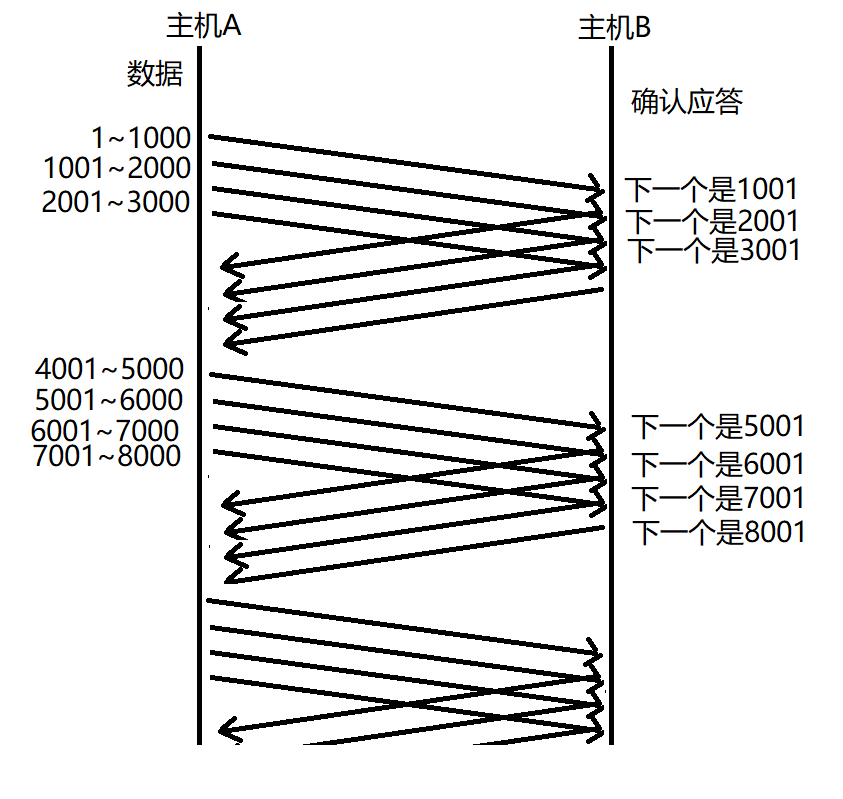 主机A
主机B
数据
确认应答
1~1000
1001~2000
2001~3000
下一个是1001
下一个是2001
下一个是3001
4001~5000
5001~6000
6001~7000
7001~8000
下一个是5001
下一个是6001
下一个是7001
下一个是8001